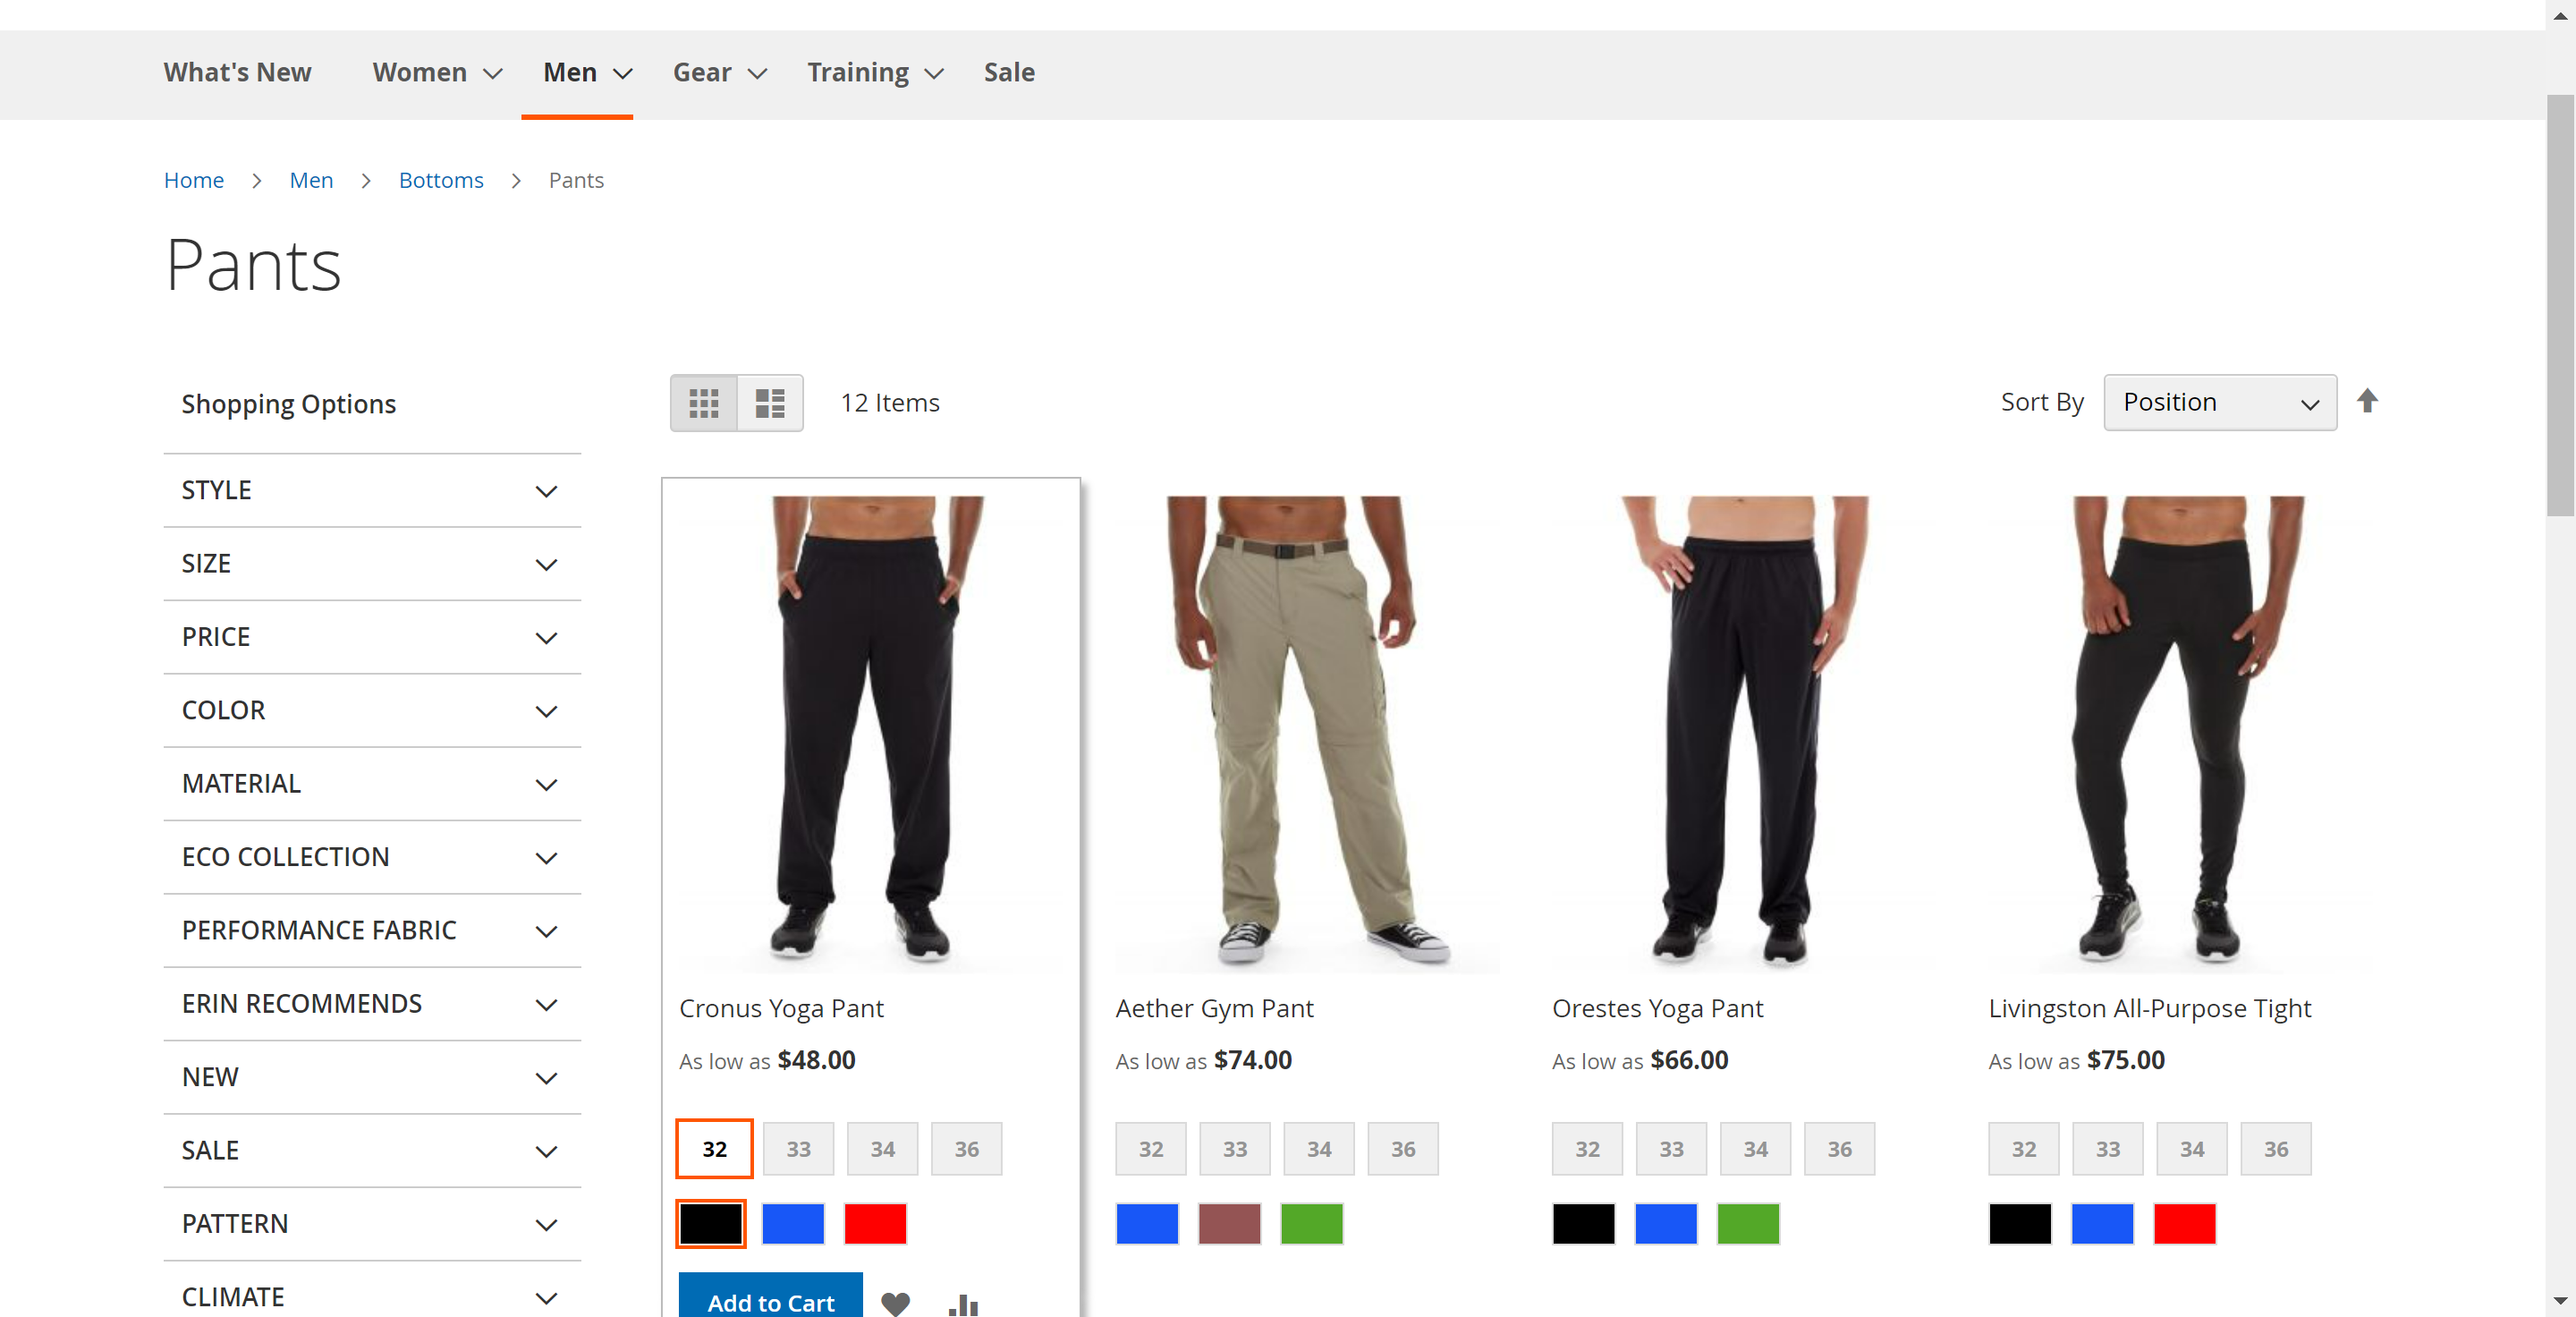 What's New Women Men Gear Training Sale
Home Men Bottoms Pants
Pants
Shopping Options
STYLE
SIZE
PRICE
COLOR
MATERIAL
ECO COLLECTION
PERFORMANCE FABRIC
ERIN RECOMMENDS
NEW
SALE
PATTERN
CLIMATE
12 Items
Sort By Position
Cronus Yoga Pant
As low as $48.00
32 33 34 36
Add to Cart
Aether Gym Pant
As low as $74.00
32 33 34 36
Orestes Yoga Pant
As low as $66.00
32 33 34 36
Livingston All-Purpose Tight
As low as $75.00
32 33 34 36